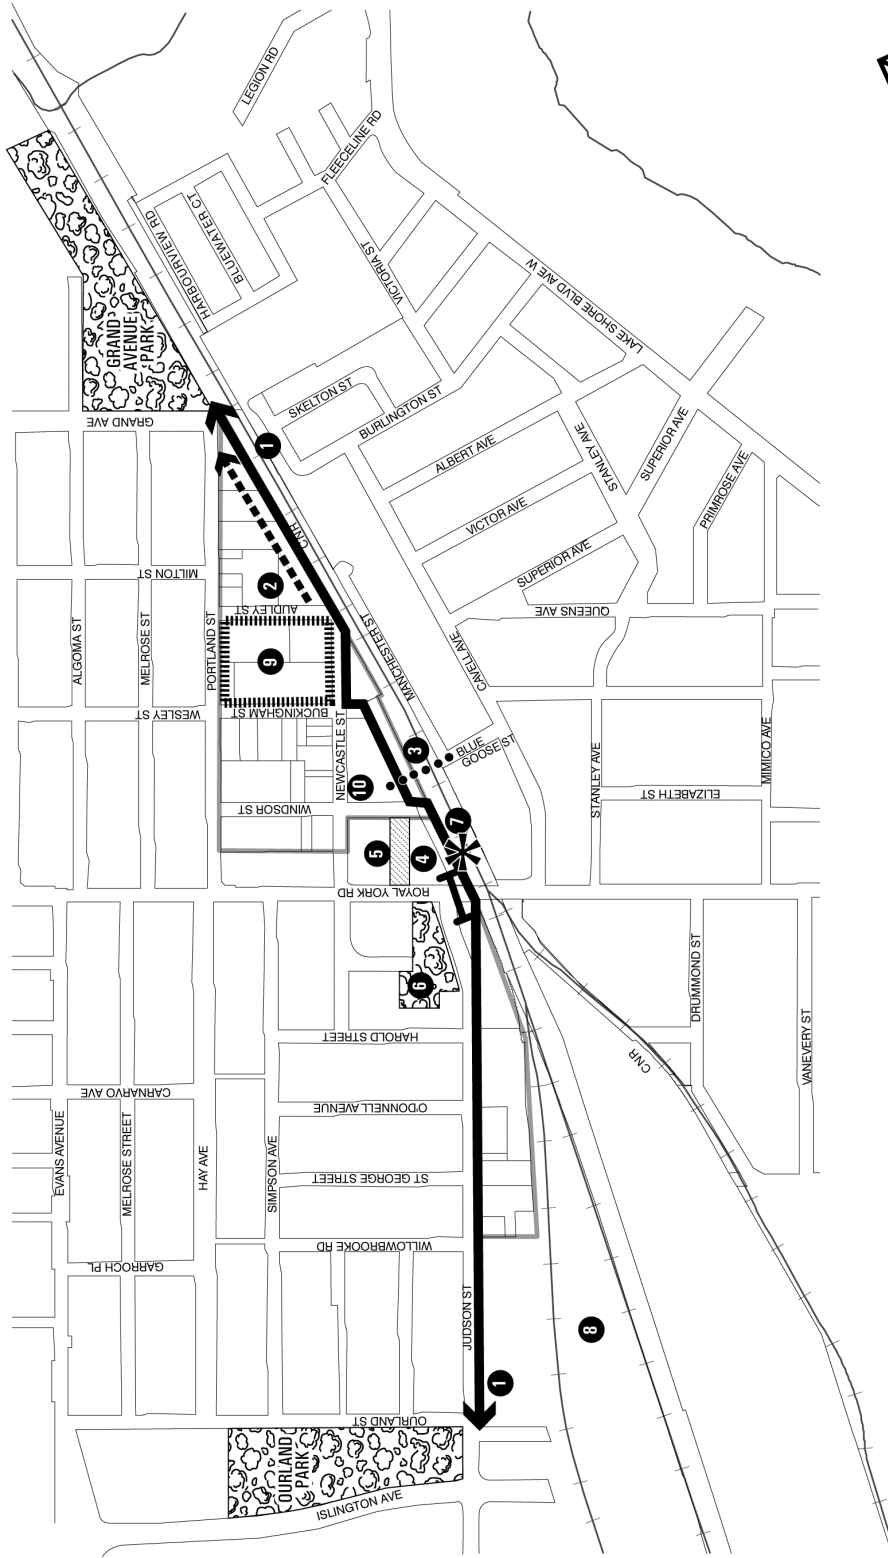 LEGION RD
FLEECELINE RD
HARBOURVIEW RD
BLUEWATER CT
VICTORIA ST
LAKE SHORE BLVD AVE W
GRAND
AVENUE
PARK
GRAND AVE
SKELTON ST
BURLINGTON ST
ALBERT AVE
STANLEY AVE
SUPERIOR AVE
VICTOR AVE
PRIMROSE AVE
SUPERIOR AVE
1
CNR
MILTON ST
2
AUDLEY ST
QUEENS AVE
ALGOMA ST
MELROSE ST
PORTLAND ST
9
MANCHESTER ST
CAVELL AVE
WESLEY ST
BUCKINGHAM ST
NEWCASTLE ST
3
BLUE
GOOSE ST
10
STANLEY AVE
MIMICO AVE
ELIZABETH ST
WINDSOR ST
7
5
4
ROYAL YORK RD
6
DRUMMOND ST
HAROLD STREET
VANEVERY ST
CNR
CARNARVO AVE
O'DONNELL AVENUE
EVANS AVENUE
MELROSE STREET
HAY AVE
SIMPSON AVE
ST GEORGE STREET
WILLOWBROOKE RD
GARROCH PL
JUDSON ST
8
1
OURLAND ST
OURLAND
PARK
ISLINGTON AVE